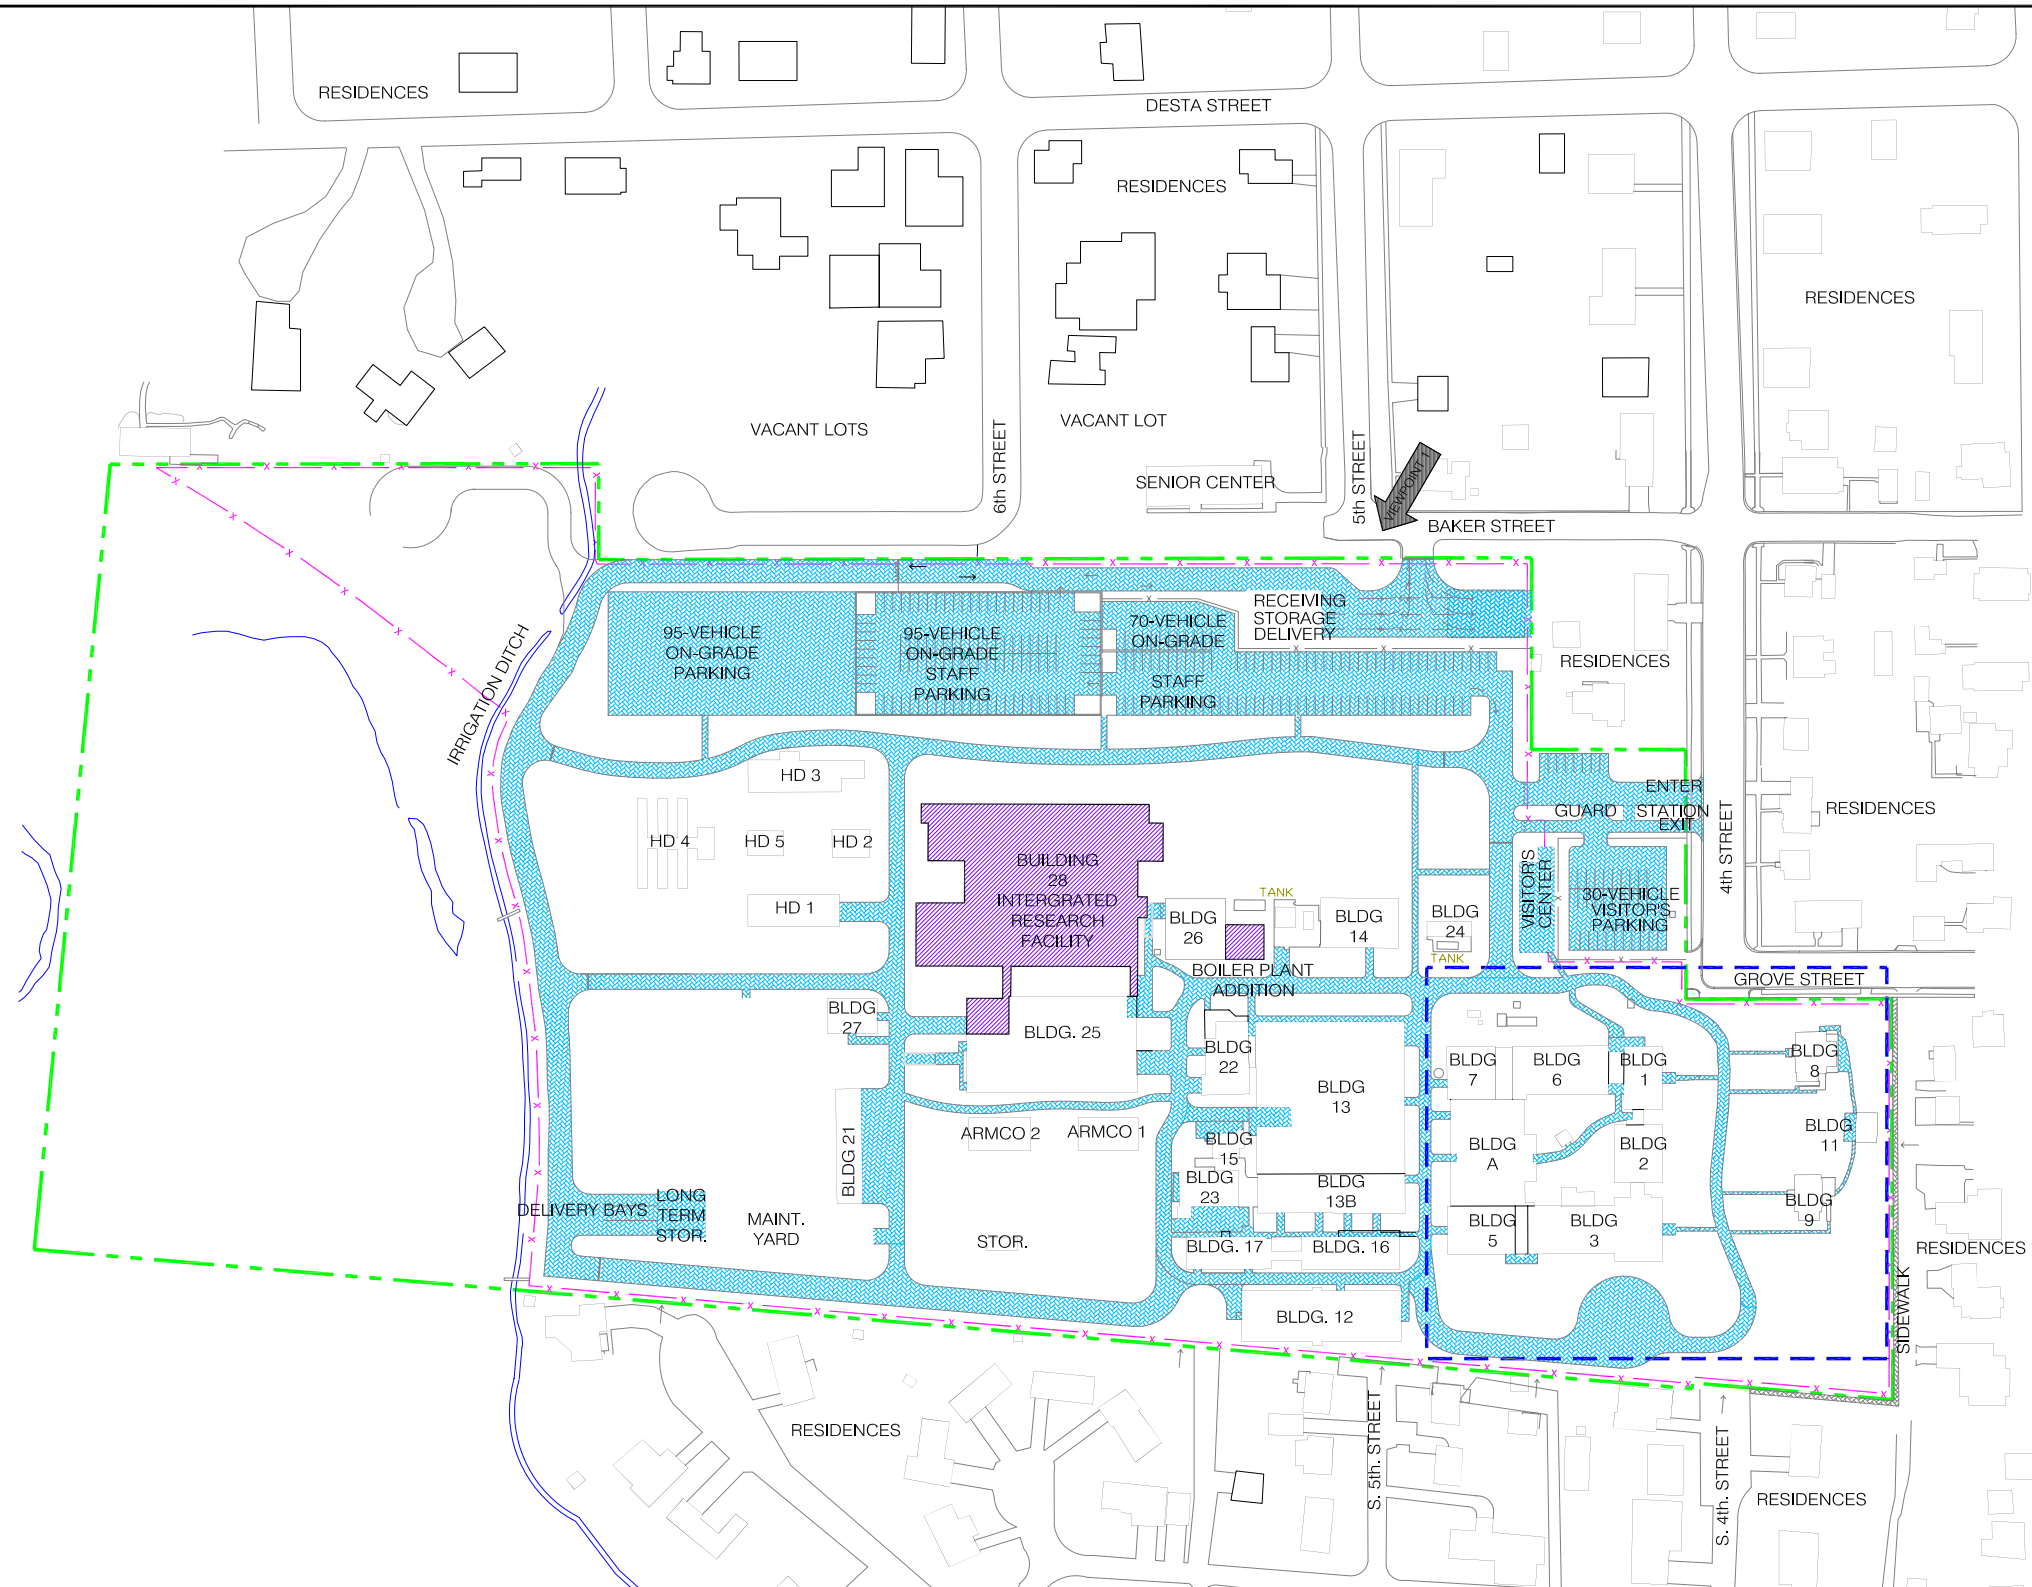 RESIDENCES
DESTA STREET
RESIDENCES
RESIDENCES
VACANT LOTS
6th STREET
VACANT LOT
SENIOR CENTER
5th STREET
VIEWPOINT 1
BAKER STREET
IRRIGATION DITCH
95-VEHICLE
ON-GRADE
PARKING
95-VEHICLE
ON-GRADE
STAFF
PARKING
70-VEHICLE
ON-GRADE
STAFF
PARKING
RECEIVING
STORAGE
DELIVERY
RESIDENCES
HD 3
HD 4
HD 5
HD 2
HD 1
BUILDING
28
INTERGRATED
RESEARCH
FACILITY
TANK
BLDG
26
BLDG
14
BLDG
24
TANK
BOILER PLANT
ADDITION
ENTER
GUARD STATION
EXIT
VISITOR'S
CENTER
30-VEHICLE
VISITOR'S
PARKING
4th STREET
RESIDENCES
GROVE STREET
BLDG
27
BLDG. 25
BLDG
22
BLDG
13
BLDG
7
BLDG
6
BLDG
1
BLDG
8
BLDG 21
ARMCO 2
ARMCO 1
BLDG
15
BLDG
23
BLDG
13B
BLDG
A
BLDG
2
BLDG
11
BLDG
9
DELIVERY BAYS
LONG
TERM
STOR.
MAINT.
YARD
STOR.
BLDG. 17
BLDG. 16
BLDG
5
BLDG
3
BLDG. 12
RESIDENCES
SIDEWALK
RESIDENCES
S. 5th. STREET
S. 4th. STREET
RESIDENCES